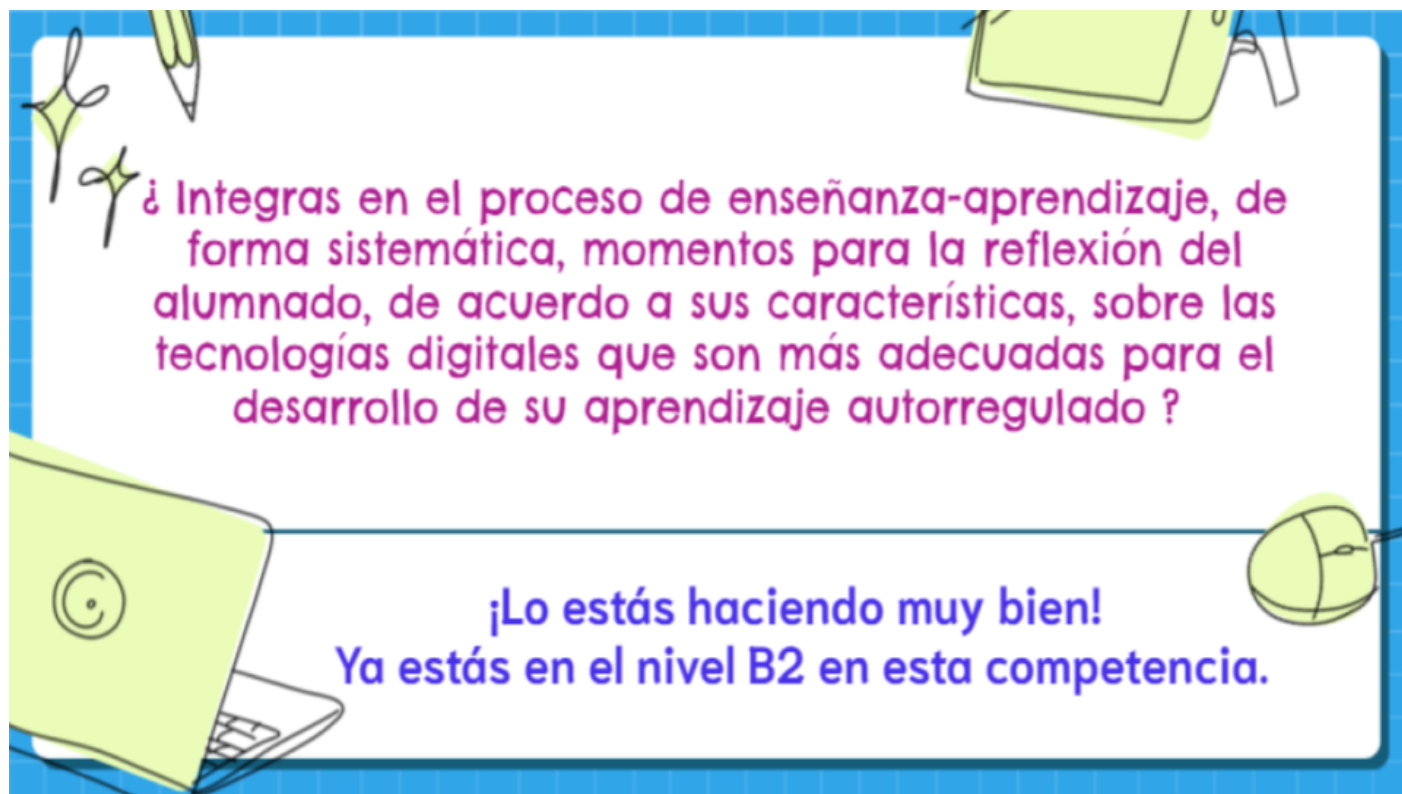 ¿ Integras en el proceso de enseñanza-aprendizaje, de
forma sistemática, momentos para la reflexión del
alumnado, de acuerdo a sus características, sobre las
tecnologías digitales que son más adecuadas para el
desarrollo de su aprendizaje autorregulado ?
¡Lo estás haciendo muy bien!
Ya estás en el nivel B2 en esta competencia.